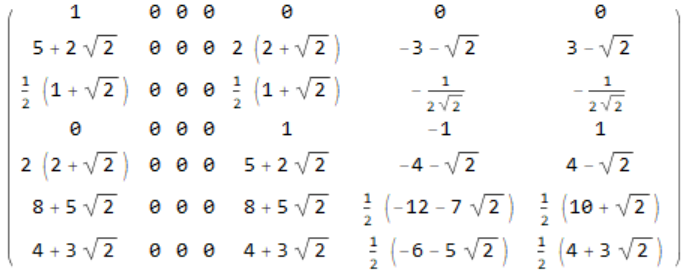 1 0 0 0 0 0 0
5 + 2 √2 0 0 0 2 (2 + √2) -3 - √2 3 - √2
1/2 (1 + √2) 0 0 0 1/2 (1 + √2) - 1/(2 √2) - 1/(2 √2)
0 0 0 0 1 -1 1
2 (2 + √2) 0 0 0 5 + 2 √2 -4 - √2 4 - √2
8 + 5 √2 0 0 0 8 + 5 √2 1/2 (-12 - 7 √2) 1/2 (10 + √2)
4 + 3 √2 0 0 0 4 + 3 √2 1/2 (-6 - 5 √2) 1/2 (4 + 3 √2)